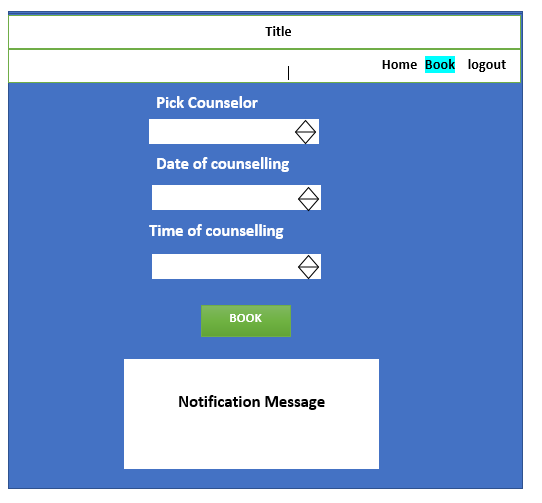 Title
Home Book logout
Pick Counselor
Date of counselling
Time of counselling
BOOK
Notification Message